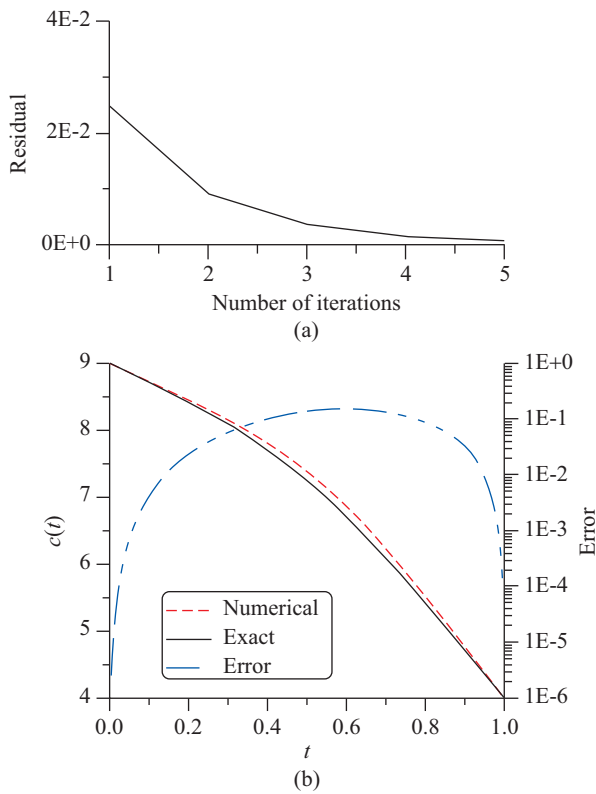 4E-2
2E-2
0E+0
Residual
1 2 3 4 5
Number of iterations
(a)
9
8
7
6
5
4
c(t)
1E+0
1E-1
1E-2
1E-3
1E-4
1E-5
1E-6
Error
Numerical
Exact
Error
0.0 0.2 0.4 0.6 0.8 1.0
t
(b)